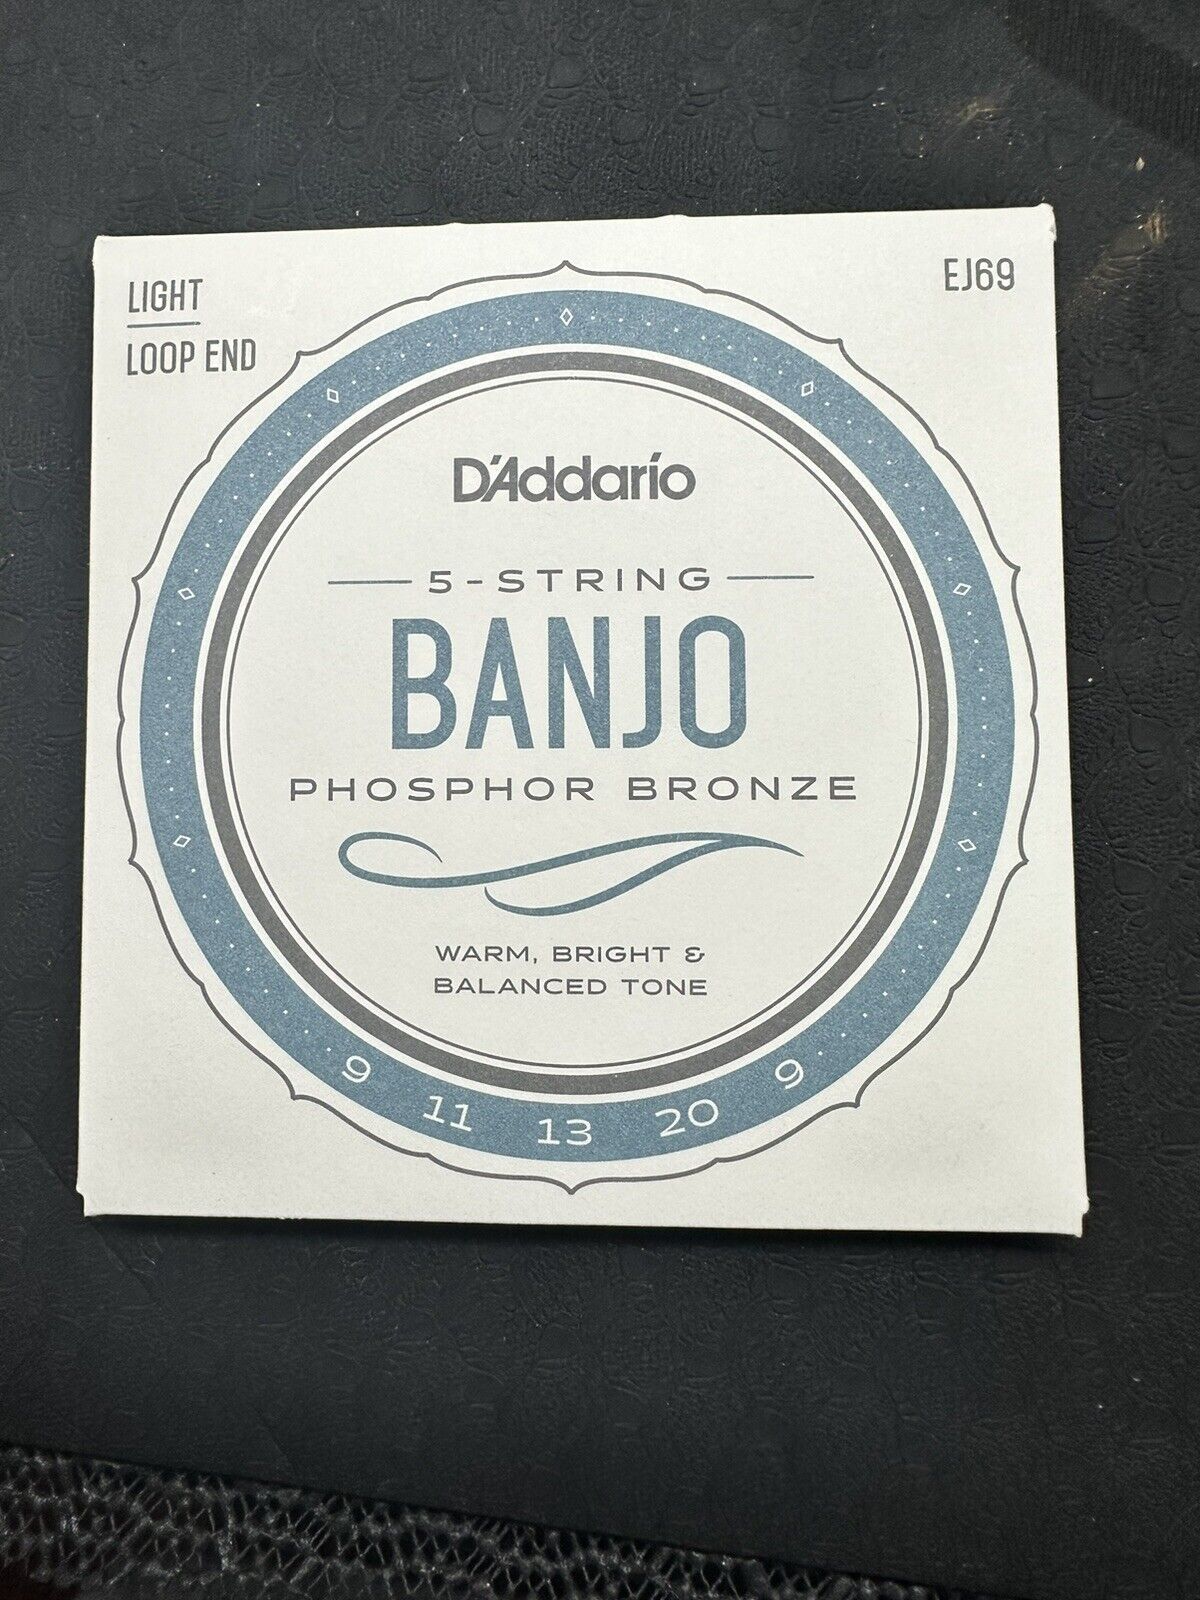 LIGHT
LOOP END
EJ69
D'Addario
5-STRING
BANJO
PHOSPHOR BRONZE
WARM, BRIGHT &
BALANCED TONE
9 11 13 20 9